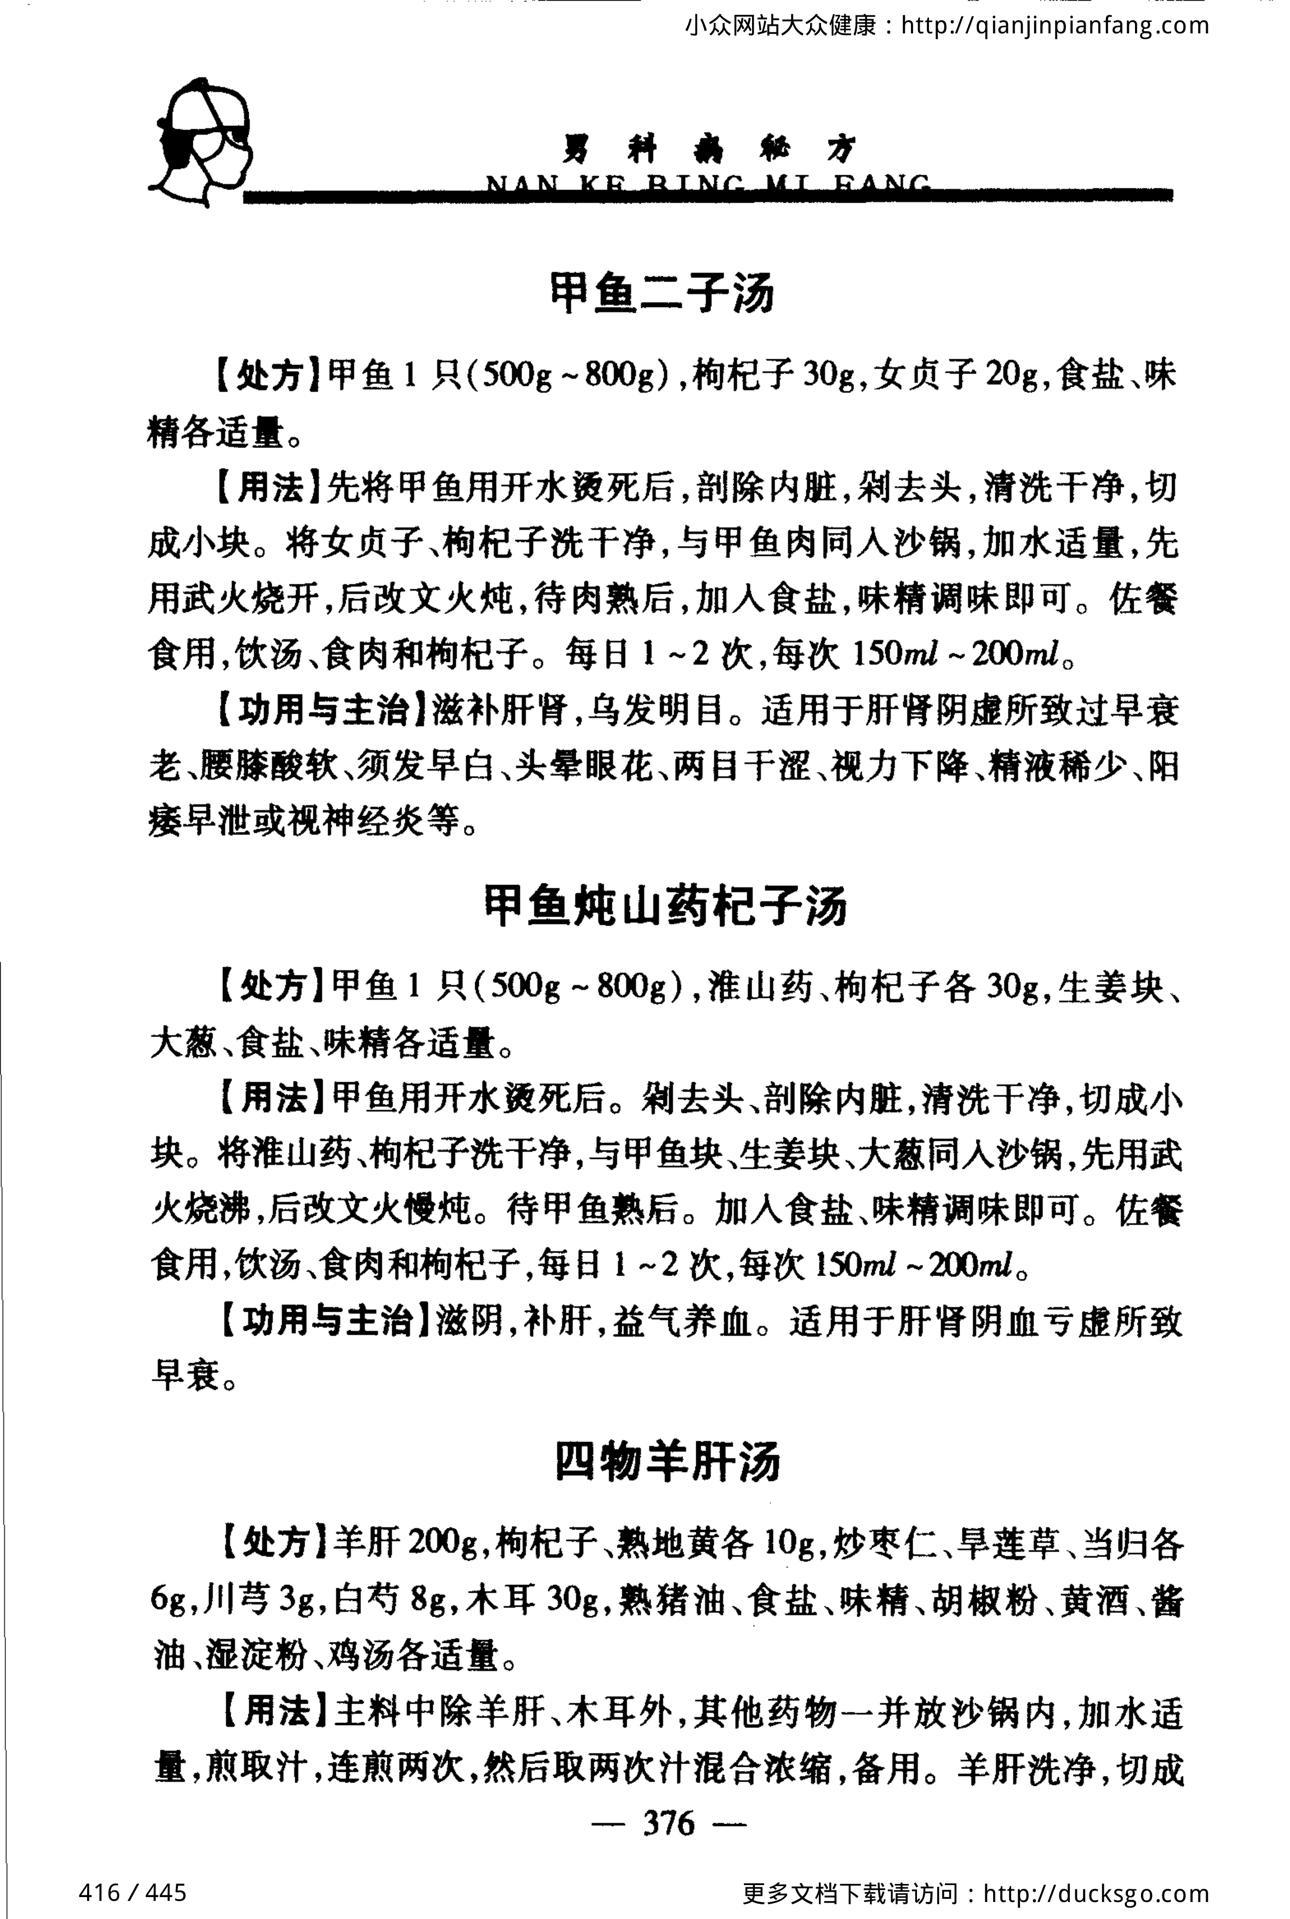 小众网站大众健康：http://qianjinpianfang.com
男科病秘方
NAN KE BING MI FANG
甲鱼二子汤
【处方】甲鱼1只(500g~800g),枸杞子30g,女贞子20g,食盐、味
精各适量。
【用法】先将甲鱼用开水烫死后,剖除内脏,剁去头,清洗干净,切
成小块。将女贞子、枸杞子洗干净,与甲鱼肉同入沙锅,加水适量,先
用武火烧开,后改文火炖,待肉熟后,加入食盐,味精调味即可。佐餐
食用,饮汤、食肉和枸杞子。每日1~2次,每次150ml~200ml。
【功用与主治】滋补肝肾,乌发明目。适用于肝肾阴虚所致过早衰
老、腰膝酸软、须发早白、头晕眼花、两目干涩、视力下降、精液稀少、阳
痿早泄或视神经炎等。
甲鱼炖山药杞子汤
【处方】甲鱼1只(500g~800g),淮山药、枸杞子各30g,生姜块、
大葱、食盐、味精各适量。
【用法】甲鱼用开水烫死后。剁去头、剖除内脏,清洗干净,切成小
块。将淮山药、枸杞子洗干净,与甲鱼块、生姜块、大葱同入沙锅,先用武
火烧沸,后改文火慢炖。待甲鱼熟后。加入食盐、味精调味即可。佐餐
食用,饮汤、食肉和枸杞子,每日1~2次,每次150ml~200ml。
【功用与主治】滋阴,补肝,益气养血。适用于肝肾阴血亏虚所致
早衰。
四物羊肝汤
【处方】羊肝200g,枸杞子、熟地黄各10g,炒枣仁、旱莲草、当归各
6g,川芎3g,白芍8g,木耳30g,熟猪油、食盐、味精、胡椒粉、黄酒、酱
油、湿淀粉、鸡汤各适量。
【用法】主料中除羊肝、木耳外,其他药物一并放沙锅内,加水适
量,煎取汁,连煎两次,然后取两次汁混合浓缩,备用。羊肝洗净,切成
— 376 —
416 / 445
更多文档下载请访问：http://ducksgo.com